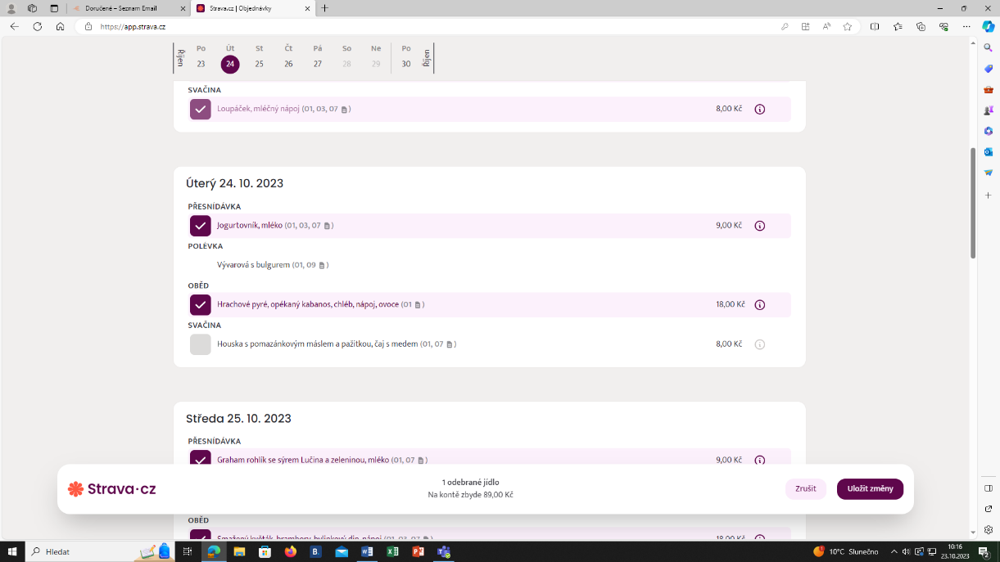 Doručené – Seznam Email
Strava.cz | Objednávky
https://app.strava.cz
Říjen
Po Út St Čt Pá So Ne Po
23 24 25 26 27 28 29 30
Říjen
SVAČINA
Loupáček, mléčný nápoj (01, 03, 07) 8,00 Kč
Úterý 24. 10. 2023
PŘESNÍDÁVKA
Jogurtovník, mléko (01, 03, 07) 9,00 Kč
POLÉVKA
Vývarová s bulgurem (01, 09)
OBĚD
Hrachové pyré, opékaný kabanos, chléb, nápoj, ovoce (01) 18,00 Kč
SVAČINA
Houska s pomazánkovým máslem a pažitkou, čaj s medem (01, 07) 8,00 Kč
Středa 25. 10. 2023
PŘESNÍDÁVKA
Graham rohlík se sýrem Lučina a zeleninou, mléko (01, 07) 9,00 Kč
1 odebrané jídlo
Strava.cz
Na kontě zbyde 89,00 Kč
Zrušit
Uložit změny
OBĚD
Smažený květák, brambory, bylinkový dip, nápoj (01, 03, 07) 18,00 Kč
Hledat
10°C Slunečno
10:16
23.10.2023
2